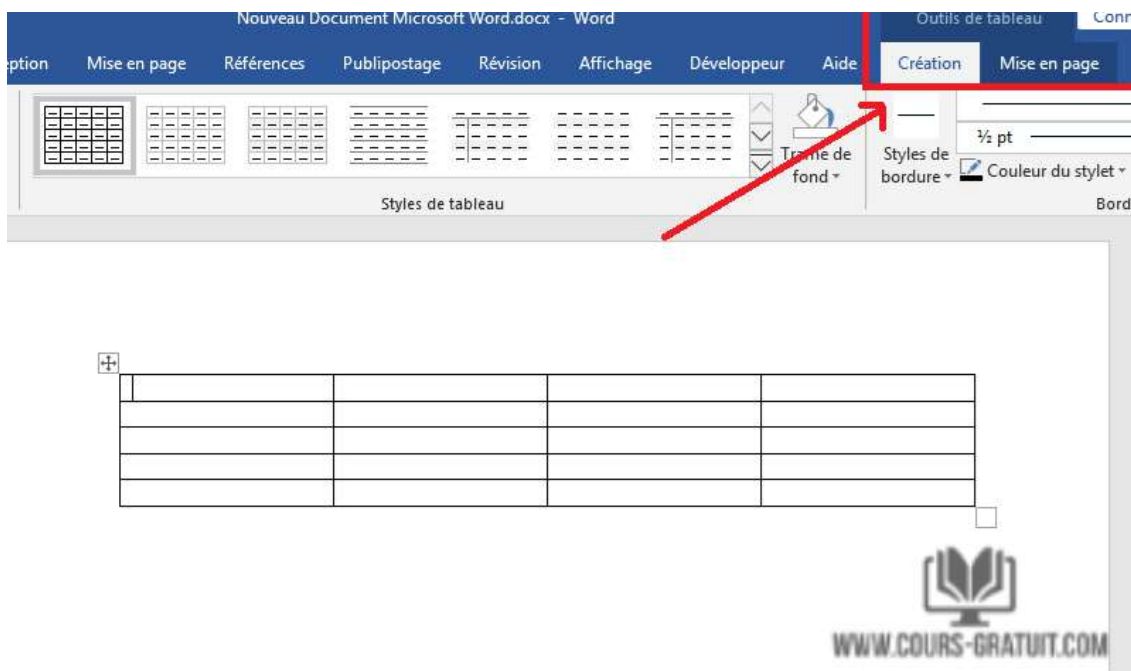 Nouveau Document Microsoft Word.docx - Word
Outils de tableau
Mise en page Références Publipostage Révision Affichage Développeur Aide Création Mise en page
½ pt
Trame de fond
Styles de bordure
Couleur du stylet
Styles de tableau
WWW.COURS-GRATUIT.COM